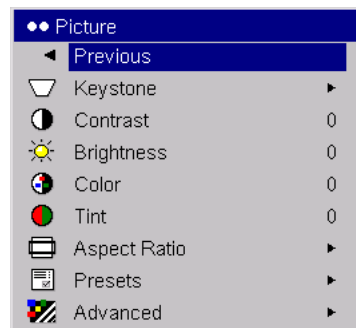 Picture
Previous
Keystone
Contrast 0
Brightness 0
Color 0
Tint 0
Aspect Ratio
Presets
Advanced